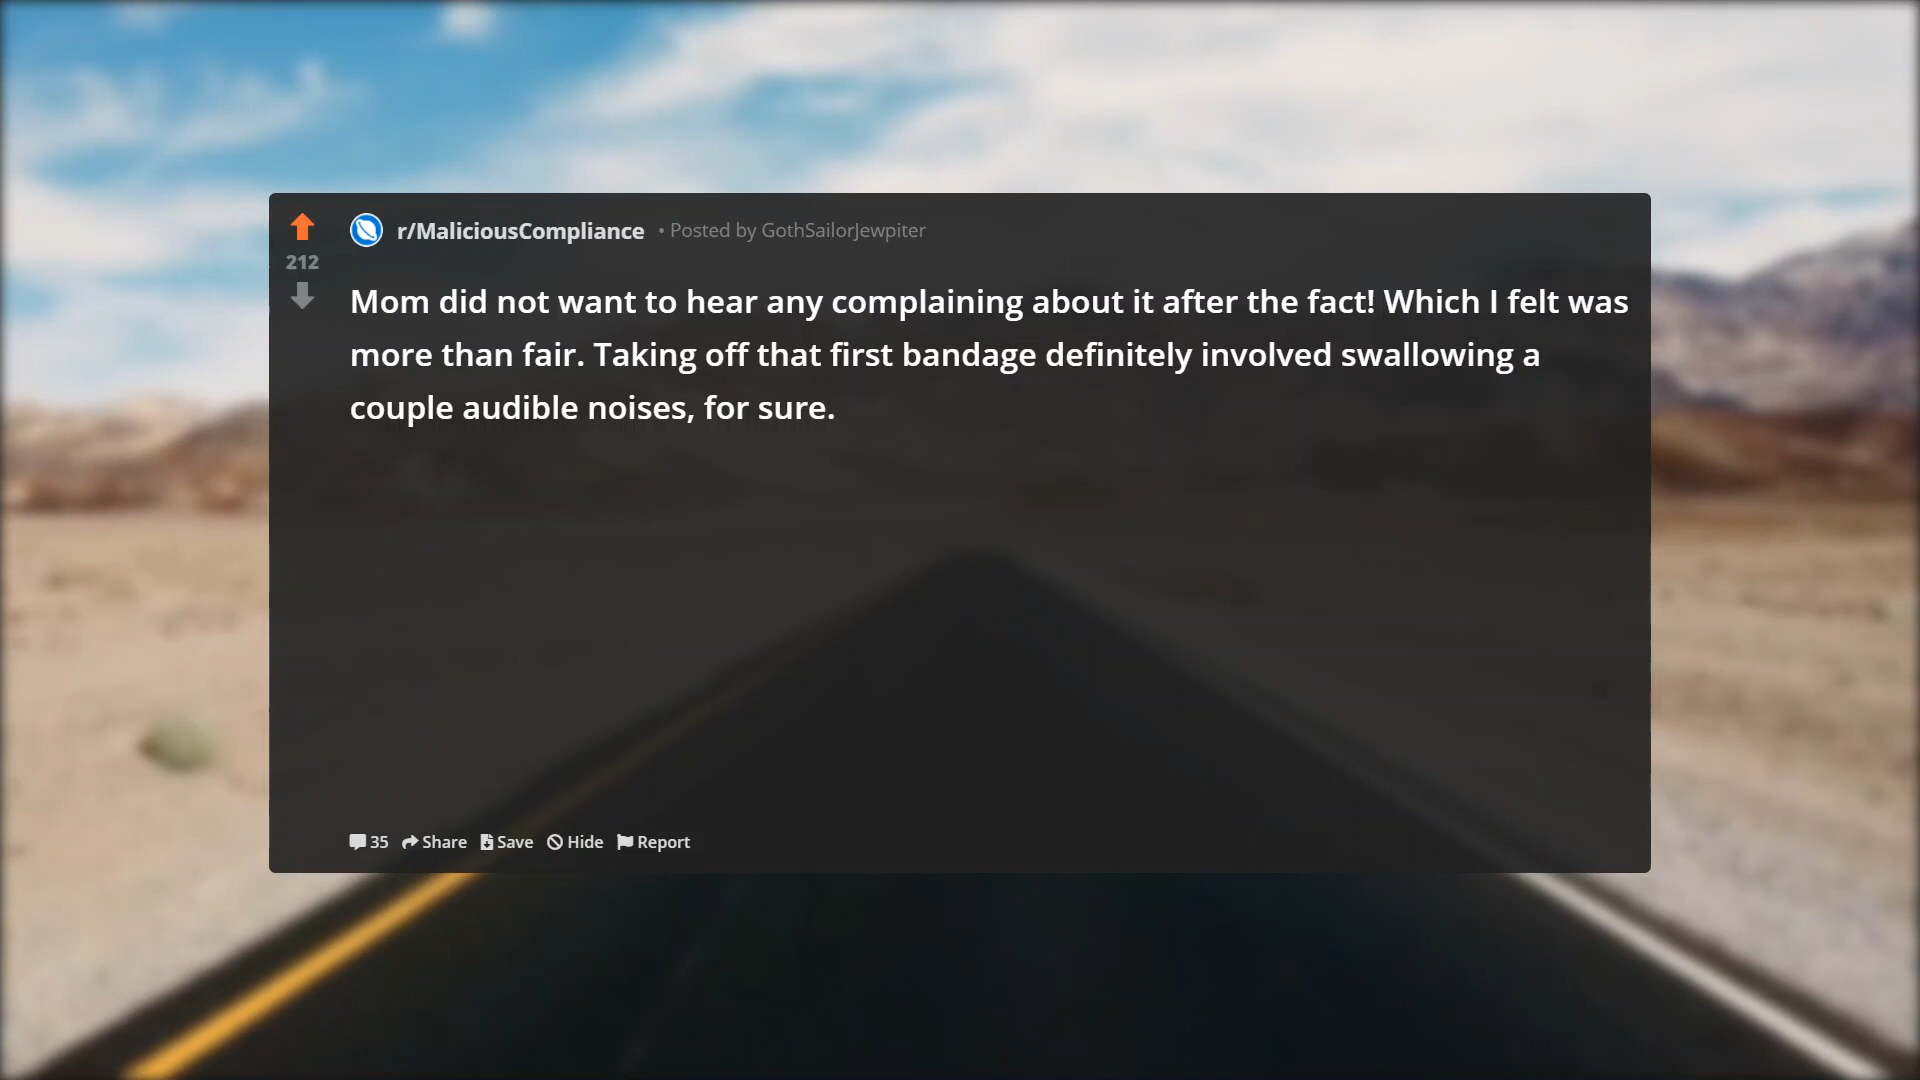 r/MaliciousCompliance • Posted by GothSailorJewpiter
212
Mom did not want to hear any complaining about it after the fact! Which I felt was
more than fair. Taking off that first bandage definitely involved swallowing a
couple audible noises, for sure.
35 Share Save Hide Report